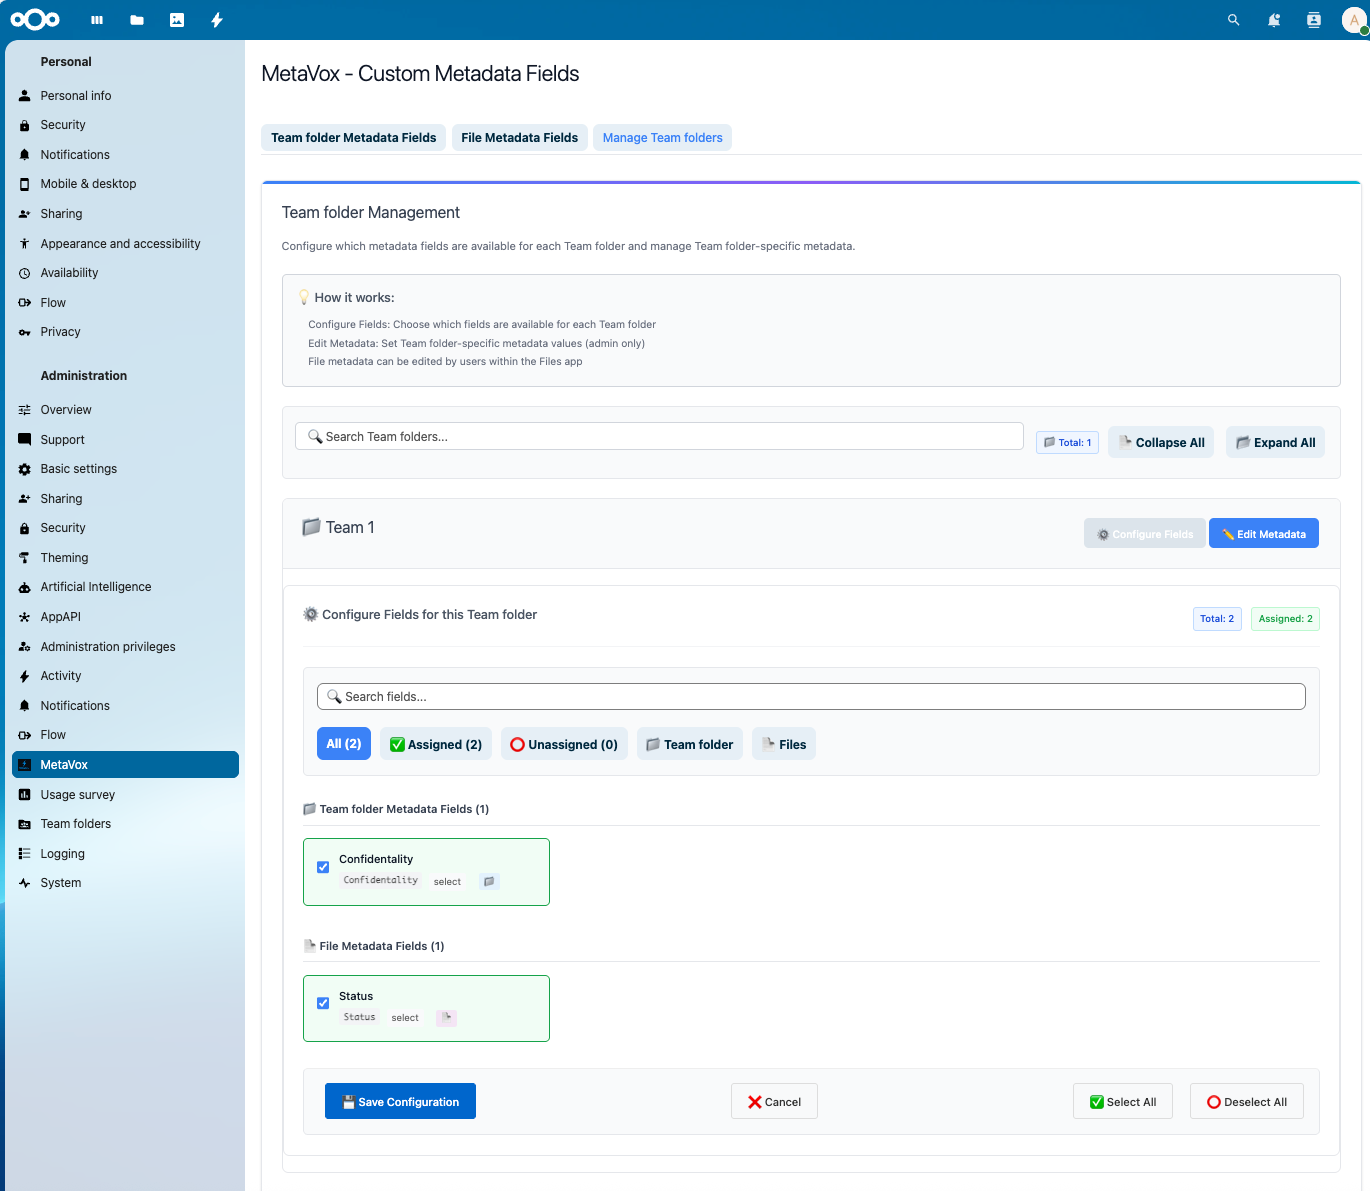 A
Personal
Personal info
Security
Notifications
Mobile & desktop
Sharing
Appearance and accessibility
Availability
Flow
Privacy
Administration
Overview
Support
Basic settings
Sharing
Security
Theming
Artificial Intelligence
AppAPI
Administration privileges
Activity
Notifications
Flow
MetaVox
Usage survey
Team folders
Logging
System
MetaVox - Custom Metadata Fields
Team folder Metadata Fields
File Metadata Fields
Manage Team folders
Team folder Management
Configure which metadata fields are available for each Team folder and manage Team folder-specific metadata.
How it works:
Configure Fields: Choose which fields are available for each Team folder
Edit Metadata: Set Team folder-specific metadata values (admin only)
File metadata can be edited by users within the Files app
Search Team folders...
Total: 1
Collapse All
Expand All
Team 1
Configure Fields
Edit Metadata
Configure Fields for this Team folder
Total: 2
Assigned: 2
Search fields...
All (2)
Assigned (2)
Unassigned (0)
Team folder
Files
Team folder Metadata Fields (1)
Confidentality
Confidentality select
File Metadata Fields (1)
Status
Status select
Save Configuration
Cancel
Select All
Deselect All